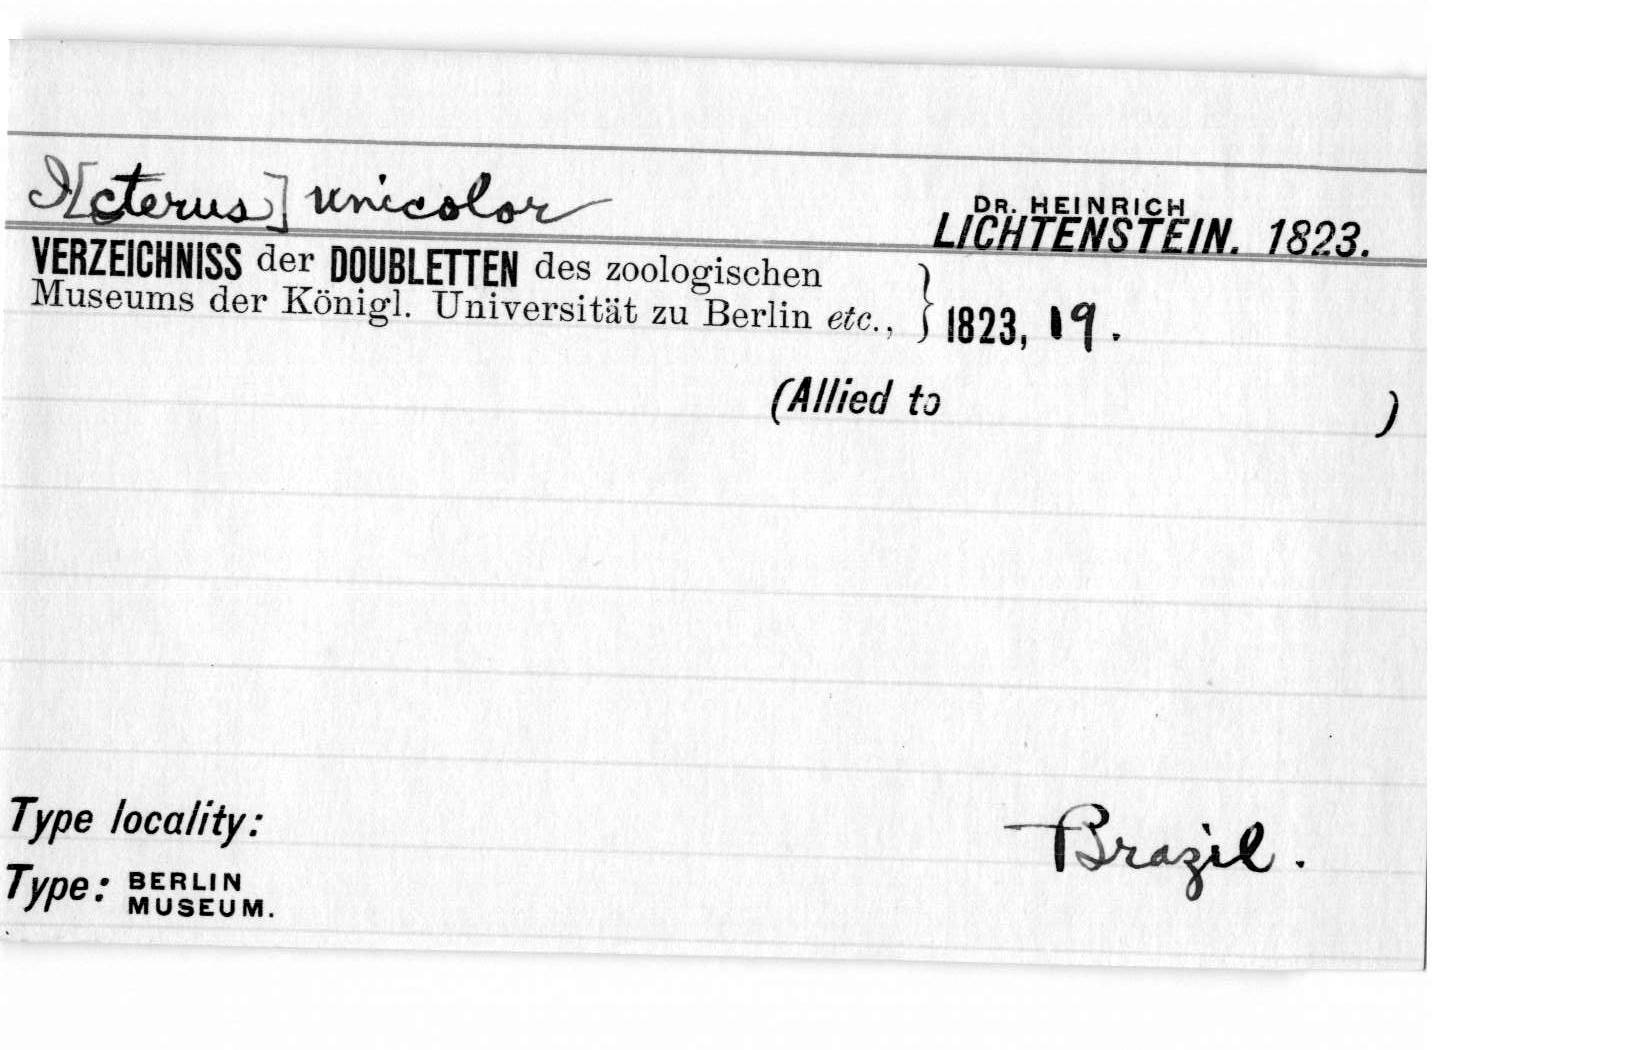 I[cterus] unicolor
DR. HEINRICH
LICHTENSTEIN. 1823.
VERZEICHNISS der DOUBLETTEN des zoologischen
Museums der Königl. Universität zu Berlin etc., } 1823, 19.
(Allied to )
Type locality: Brazil.
Type: BERLIN
MUSEUM.